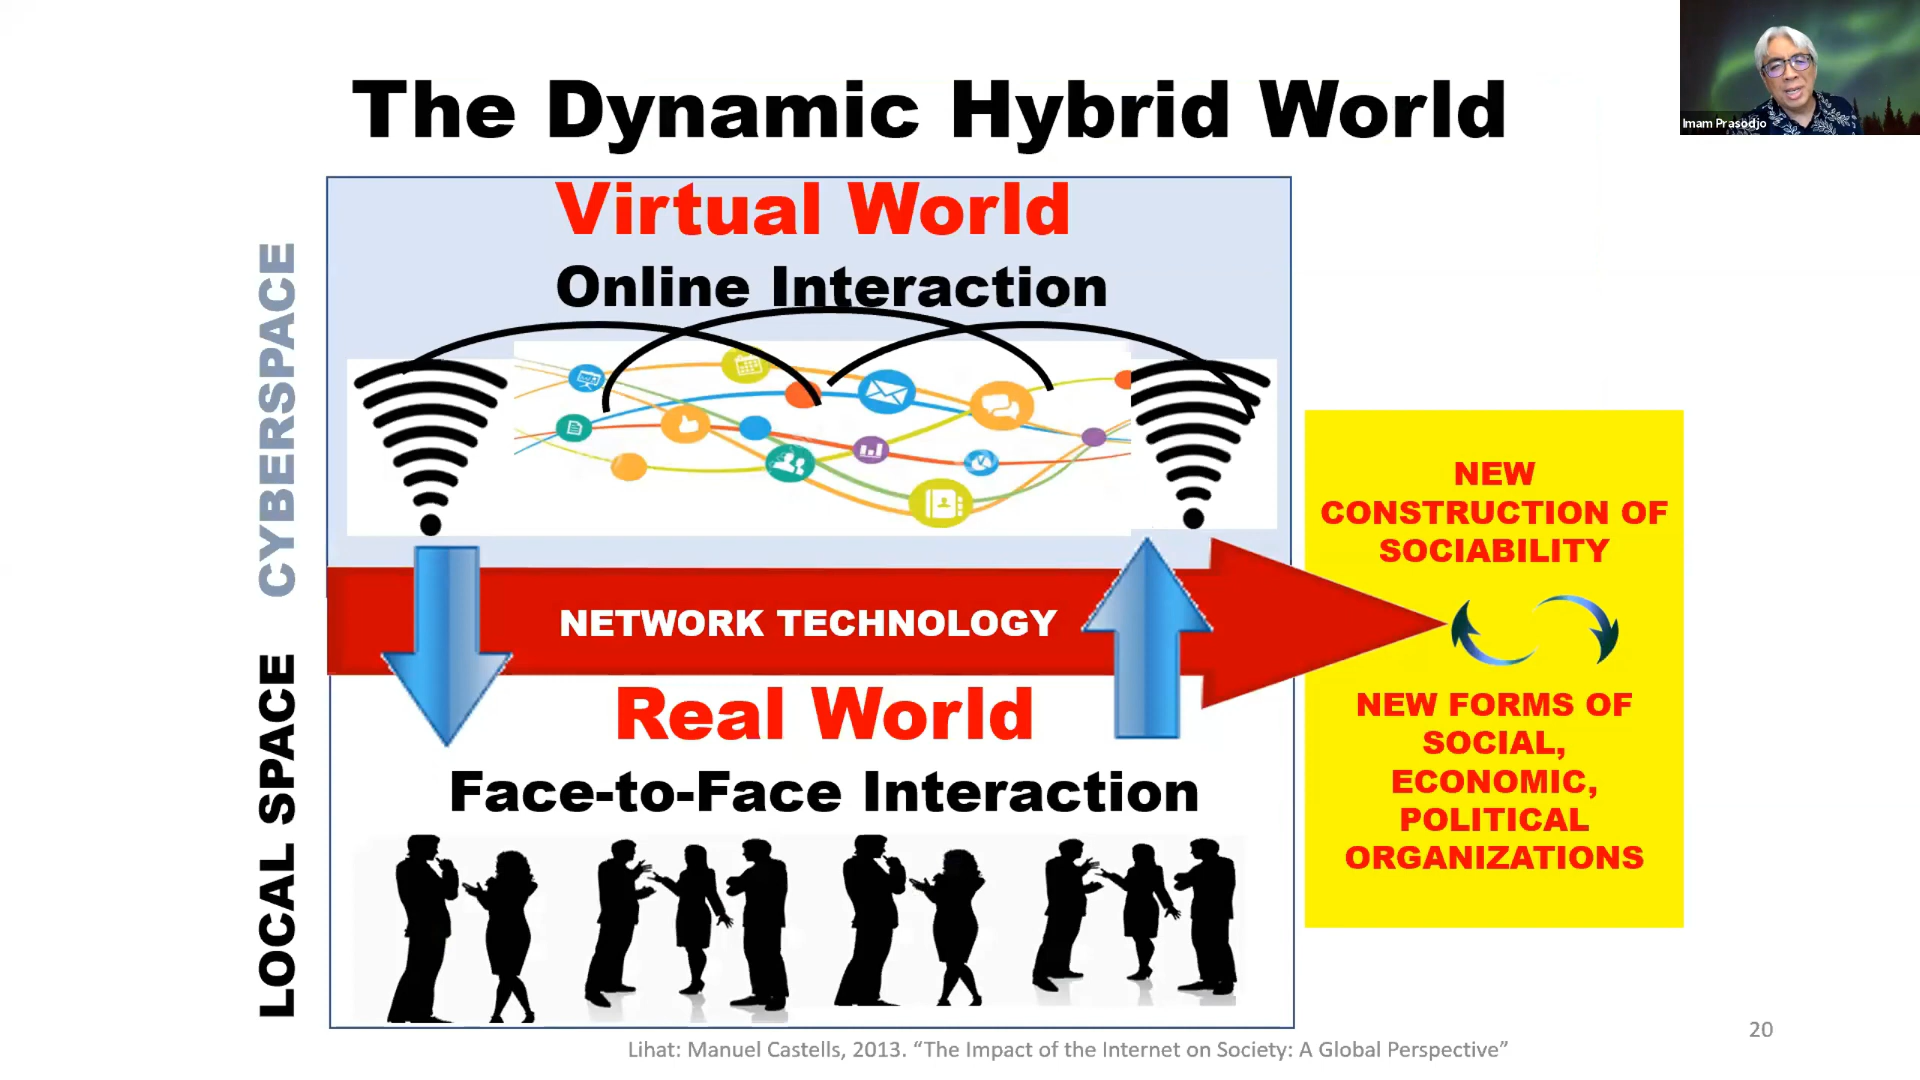 The Dynamic Hybrid World
Imam Prasodjo
CYBERSPACE
LOCAL SPACE
Virtual World
Online Interaction
NETWORK TECHNOLOGY
Real World
Face-to-Face Interaction
NEW
CONSTRUCTION OF
SOCIABILITY
NEW FORMS OF
SOCIAL,
ECONOMIC,
POLITICAL
ORGANIZATIONS
Lihat: Manuel Castells, 2013. “The Impact of the Internet on Society: A Global Perspective”
20